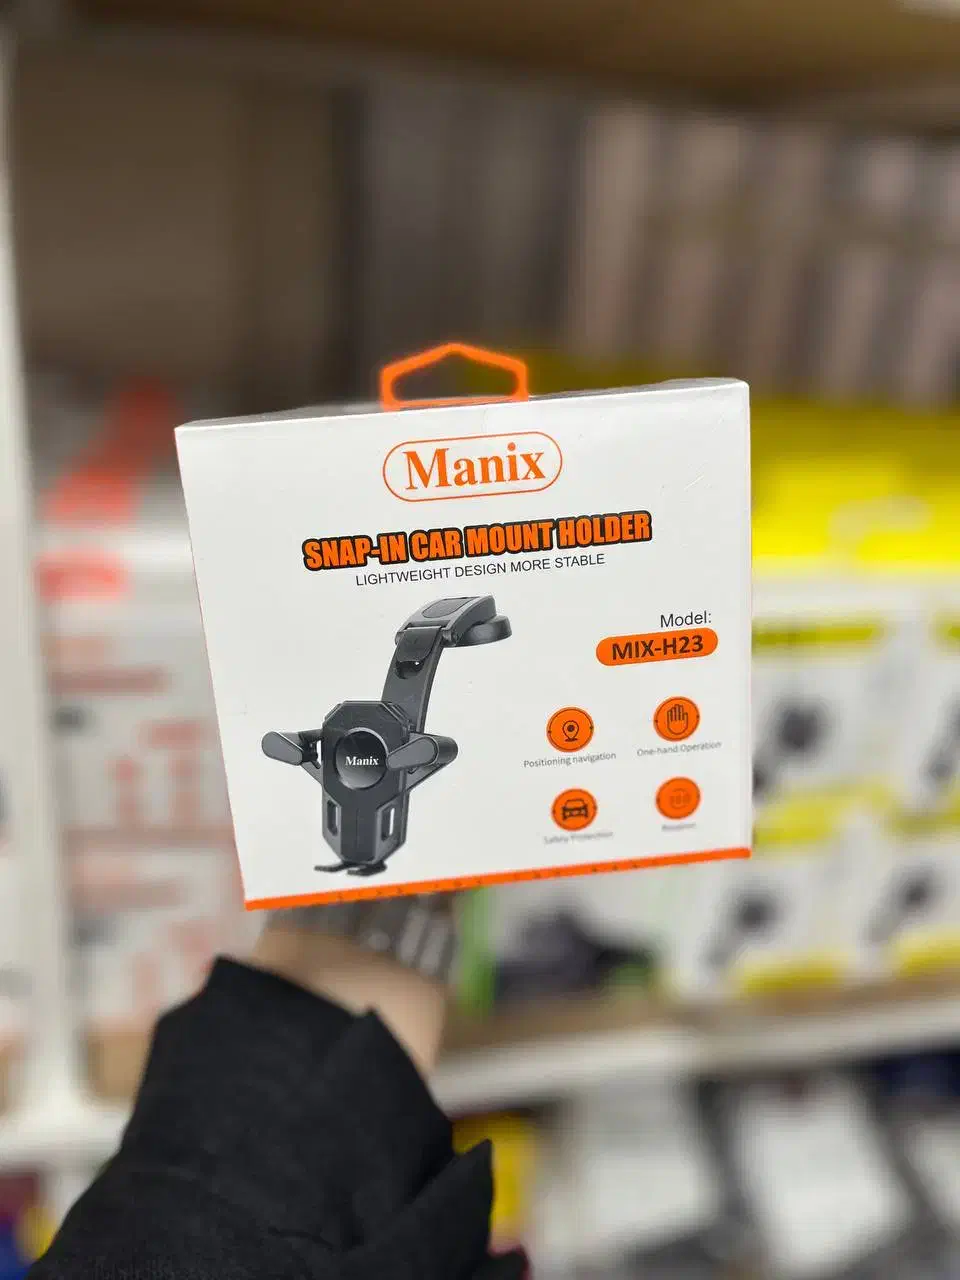 Manix
SNAP-IN CAR MOUNT HOLDER
LIGHTWEIGHT DESIGN MORE STABLE
Model:
MIX-H23
Manix
Positioning navigation
One-hand Operation
Safety Protection
360